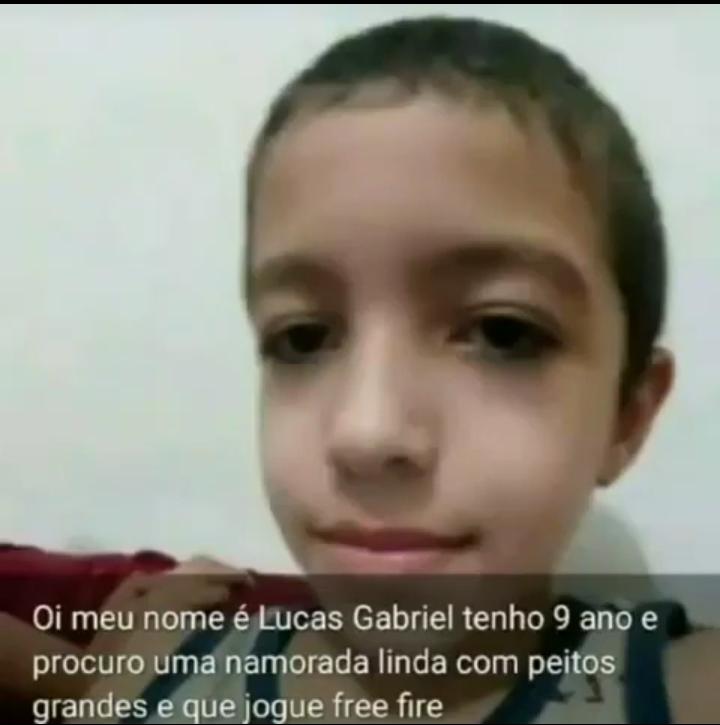 Oi meu nome é Lucas Gabriel tenho 9 ano e
procuro uma namorada linda com peitos
grandes e que jogue free fire